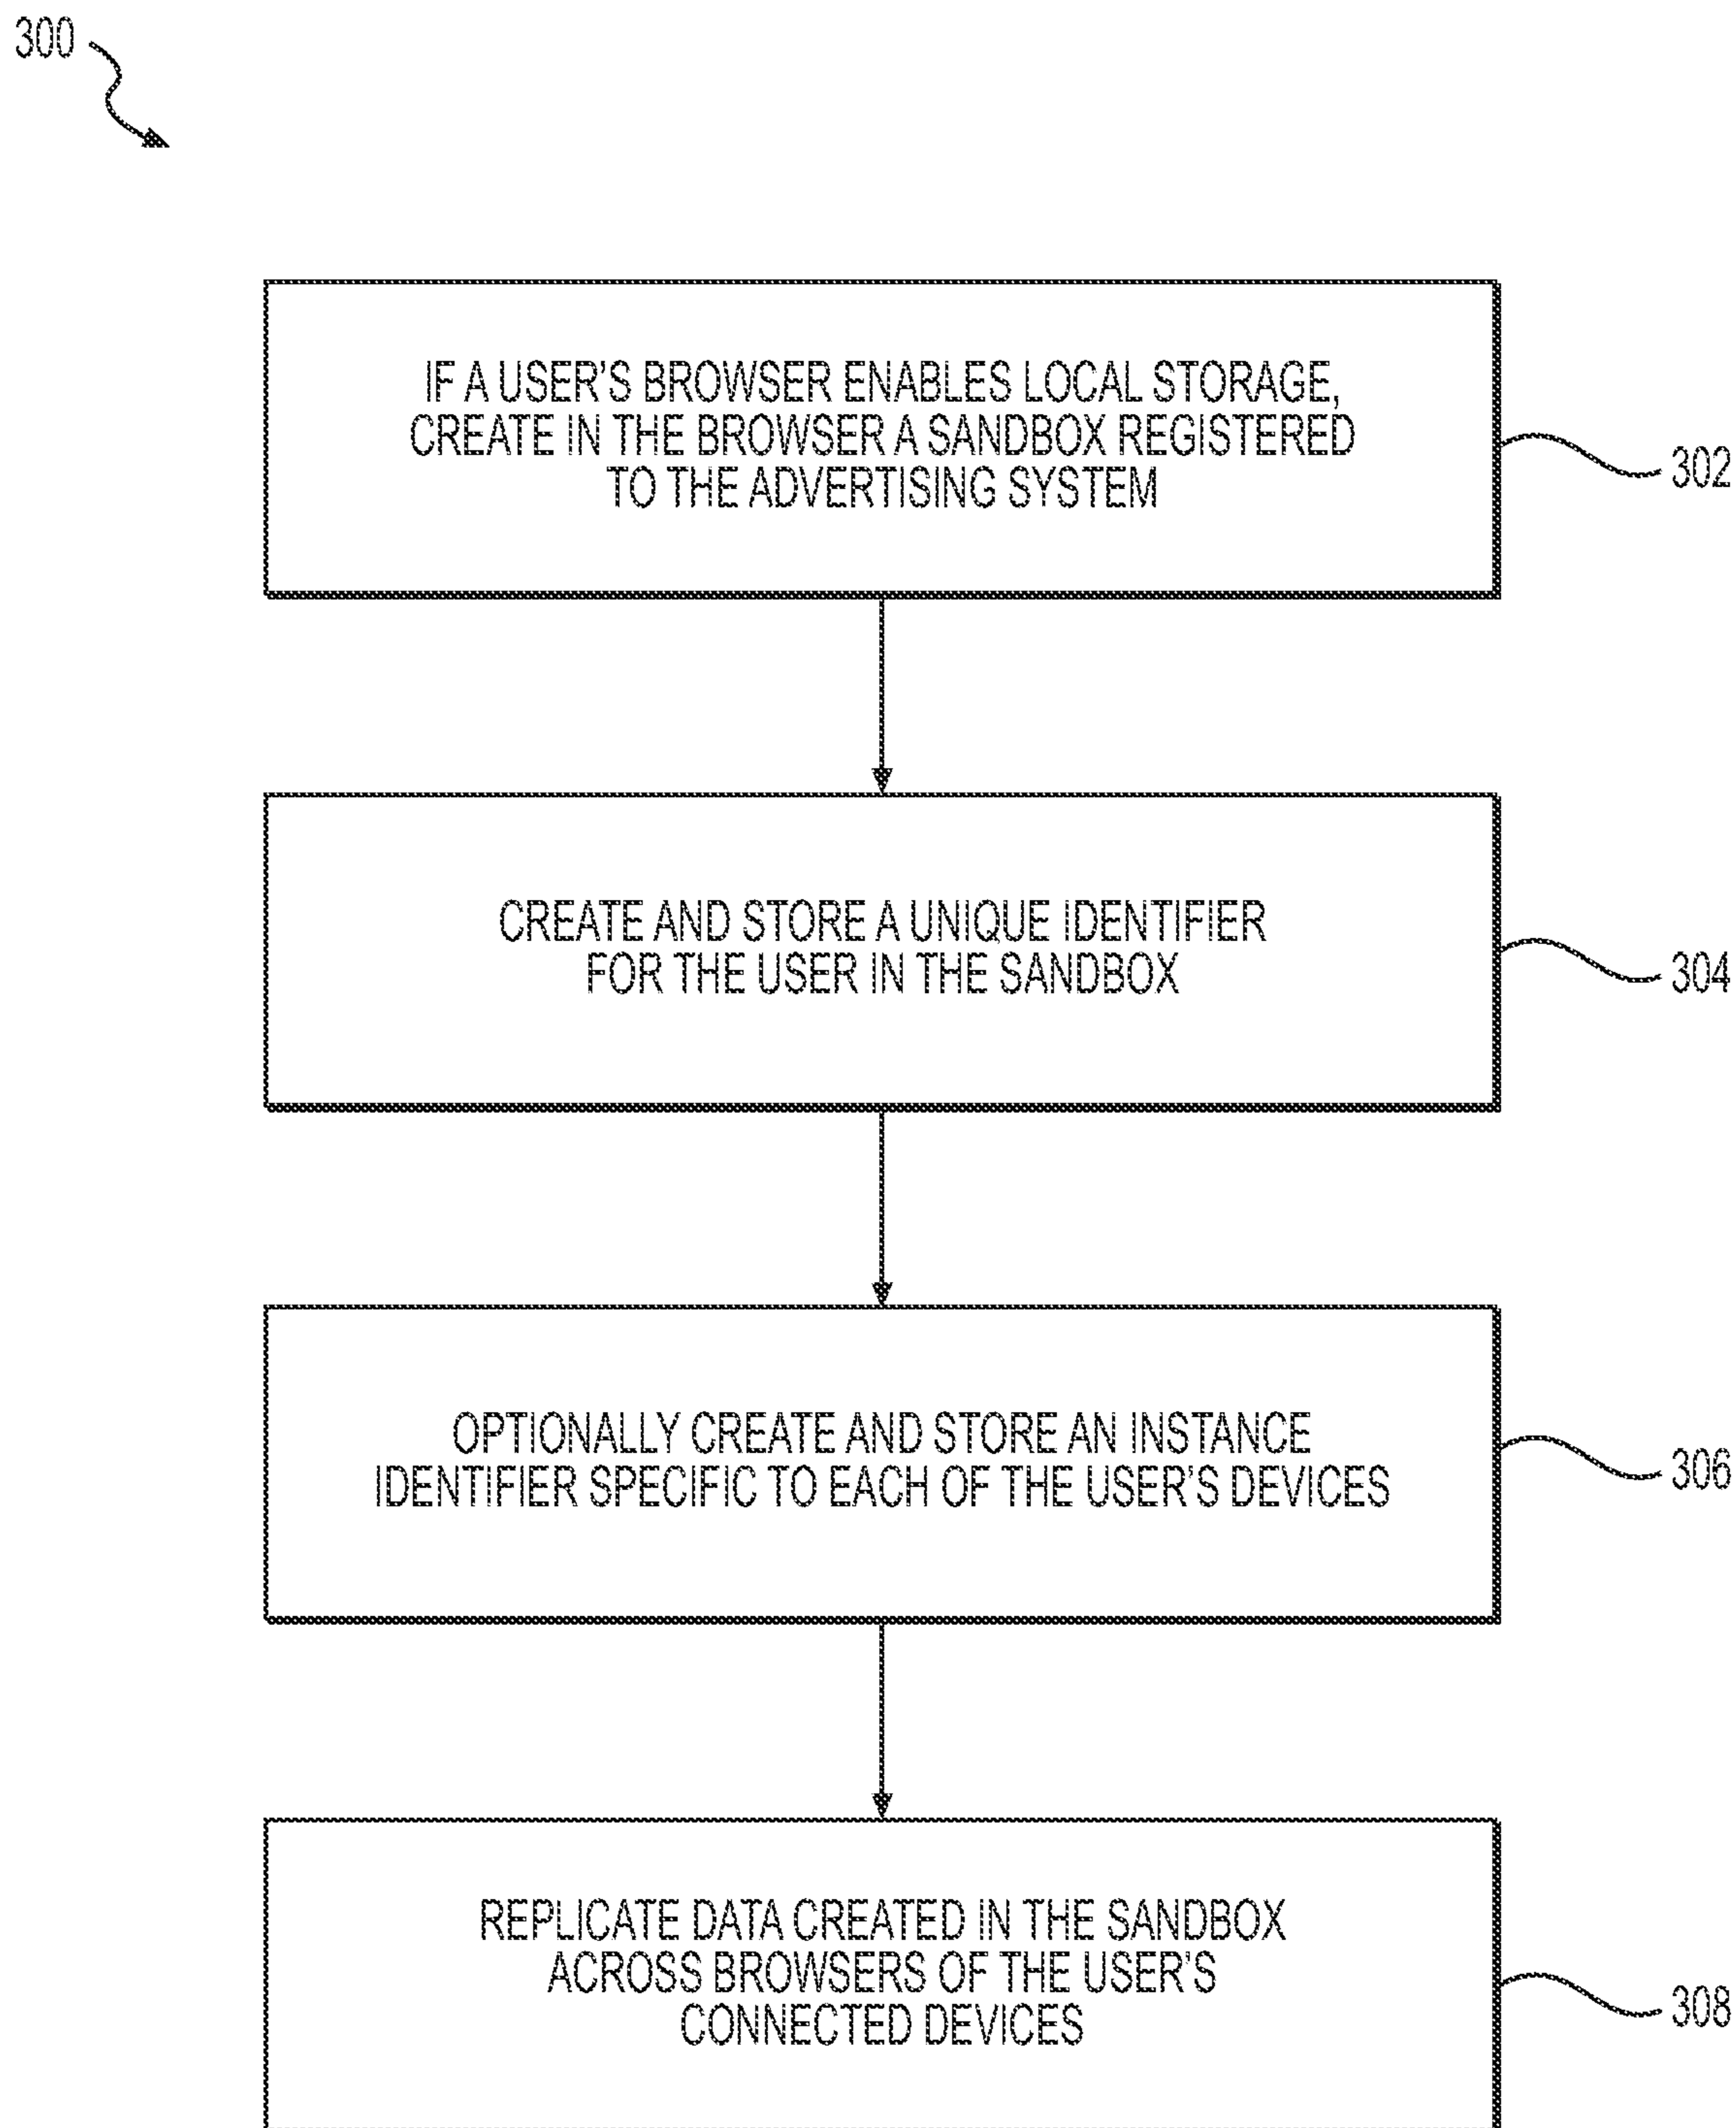 300
IF A USER'S BROWSER ENABLES LOCAL STORAGE,
CREATE IN THE BROWSER A SANDBOX REGISTERED
TO THE ADVERTISING SYSTEM
302
CREATE AND STORE A UNIQUE IDENTIFIER
FOR THE USER IN THE SANDBOX
304
OPTIONALLY CREATE AND STORE AN INSTANCE
IDENTIFIER SPECIFIC TO EACH OF THE USER'S DEVICES
306
REPLICATE DATA CREATED IN THE SANDBOX
ACROSS BROWSERS OF THE USER'S
CONNECTED DEVICES
308